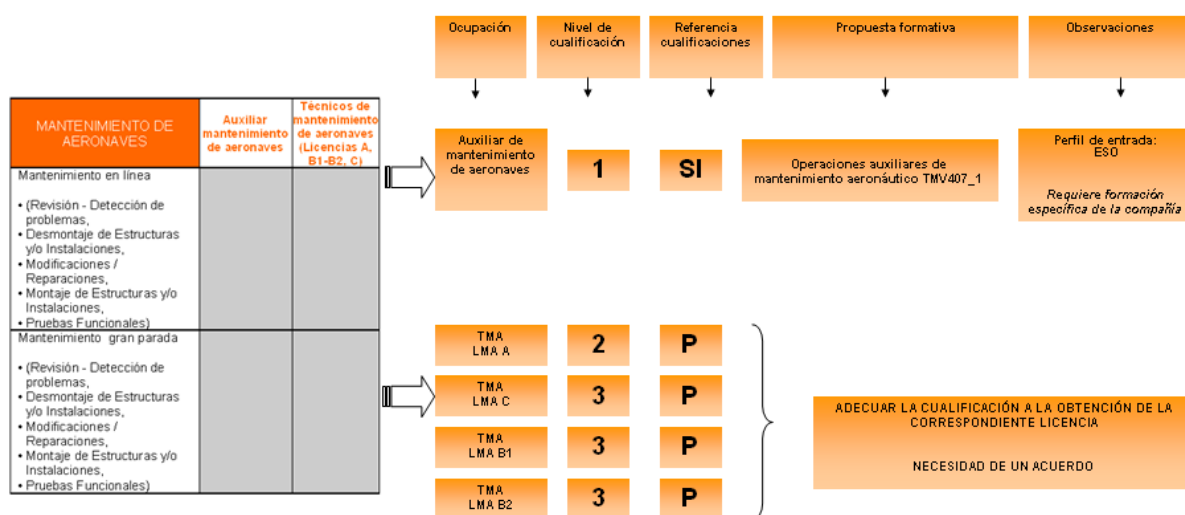 Ocupación
Nivel de
cualificación
Referencia
cualificaciones
Propuesta formativa
Observaciones
MANTENIMIENTO DE
AERONAVES
Auxiliar
mantenimiento
de aeronaves
Técnicos de
mantenimiento
de aeronaves
(Licencias A,
B1-B2, C)
Mantenimiento en línea
• (Revisión - Detección de
problemas,
• Desmontaje de Estructuras
y/o Instalaciones,
• Modificaciones /
Reparaciones,
• Montaje de Estructuras y/o
Instalaciones,
• Pruebas Funcionales)
Mantenimiento gran parada
• (Revisión - Detección de
problemas,
• Desmontaje de Estructuras
y/o Instalaciones,
• Modificaciones /
Reparaciones,
• Montaje de Estructuras y/o
Instalaciones,
• Pruebas Funcionales)
Auxiliar de
mantenimiento
de aeronaves
1
SI
Operaciones auxiliares de
mantenimiento aeronáutico TMV407_1
Perfil de entrada:
ESO
Requiere formación
específica de la compañía
TMA
LMA A
2
P
TMA
LMA C
3
P
TMA
LMA B1
3
P
TMA
LMA B2
3
P
ADECUAR LA CUALIFICACIÓN A LA OBTENCIÓN DE LA
CORRESPONDIENTE LICENCIA
NECESIDAD DE UN ACUERDO